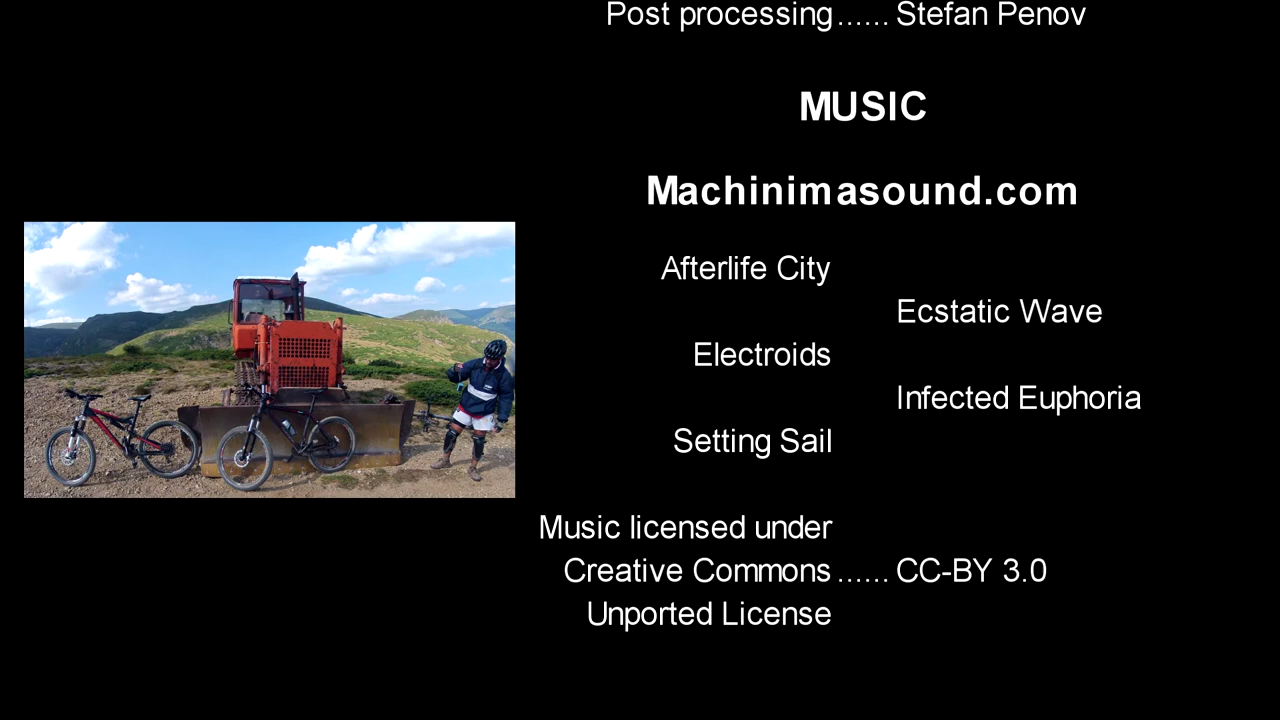 Post processing...... Stefan Penov
MUSIC
Machinimasound.com
Afterlife City
Ecstatic Wave
Electroids
Infected Euphoria
Setting Sail
Music licensed under
Creative Commons...... CC-BY 3.0
Unported License